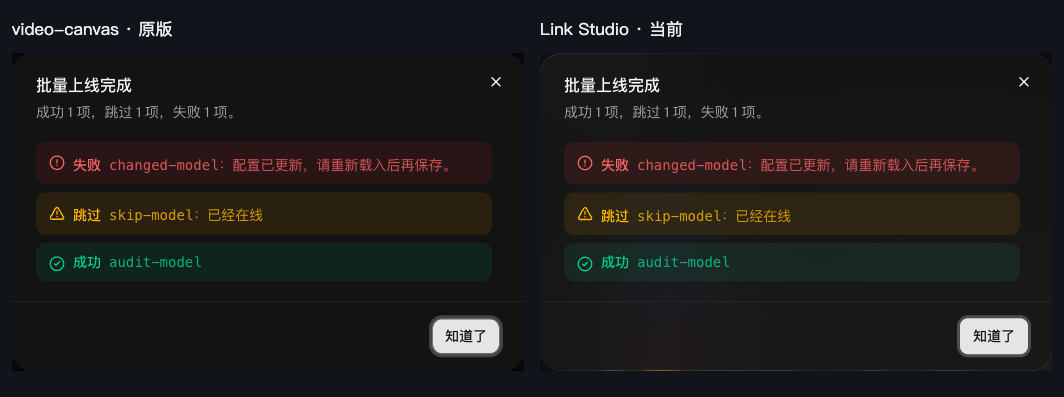 video-canvas · 原版
批量上线完成
成功 1 项，跳过 1 项，失败 1 项。
失败 changed-model：配置已更新，请重新载入后再保存。
跳过 skip-model：已经在线
成功 audit-model
知道了
Link Studio · 当前
批量上线完成
成功 1 项，跳过 1 项，失败 1 项。
失败 changed-model：配置已更新，请重新载入后再保存。
跳过 skip-model：已经在线
成功 audit-model
知道了